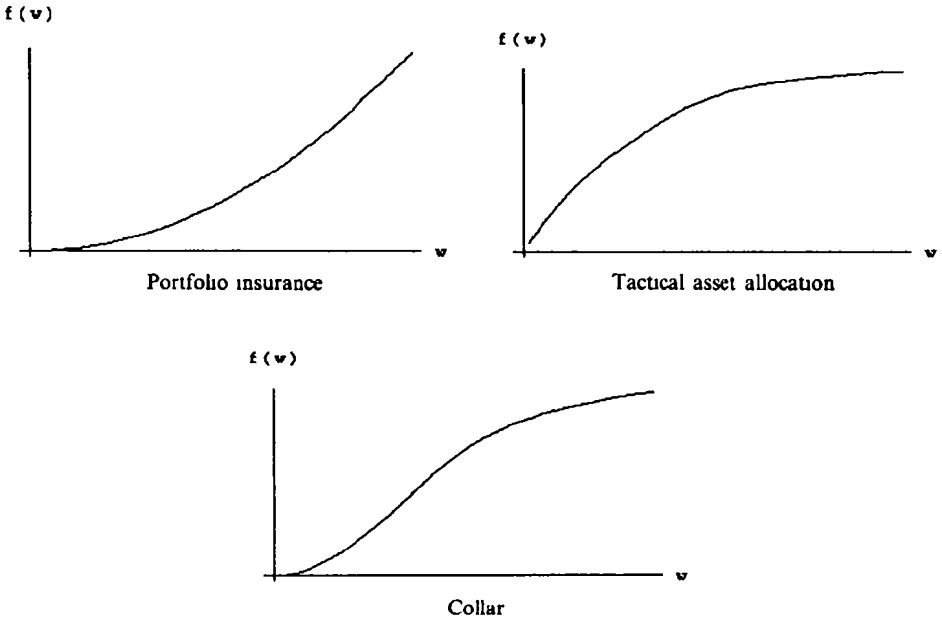 f(w)
w
Portfolio insurance
f(w)
w
Tactical asset allocation
f(w)
w
Collar